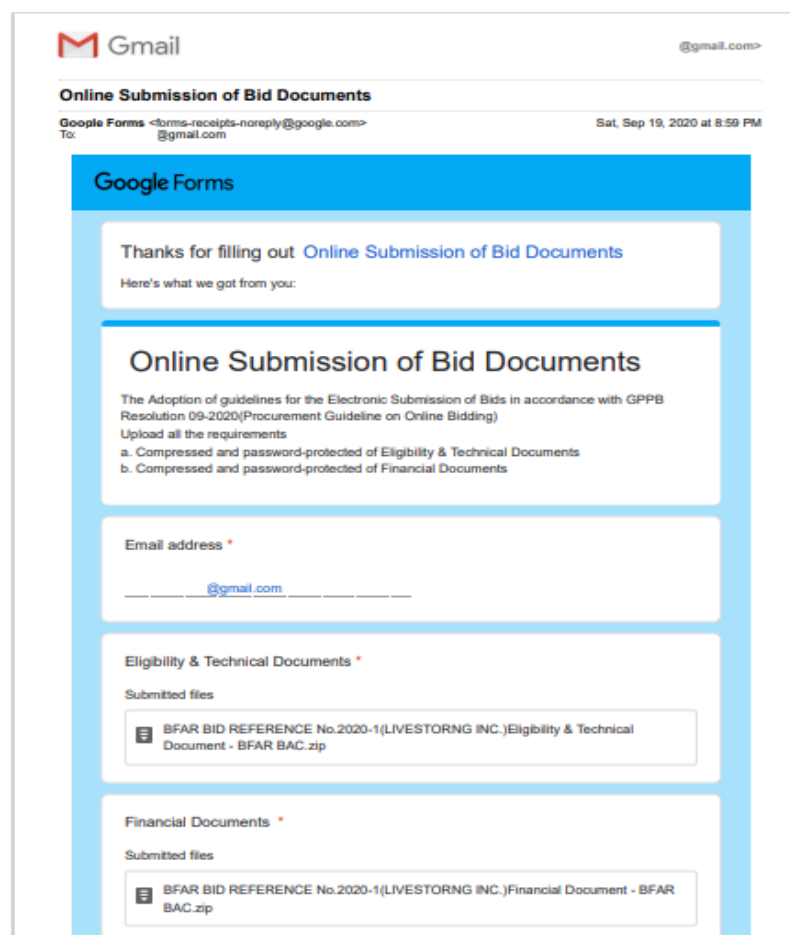 Gmail
@gmail.com>
Online Submission of Bid Documents
Google Forms <forms-receipts-noreply@google.com>
Sat, Sep 19, 2020 at 8:59 PM
To: @gmail.com
Google Forms
Thanks for filling out Online Submission of Bid Documents
Here's what we got from you:
Online Submission of Bid Documents
The Adoption of guidelines for the Electronic Submission of Bids in accordance with GPPB
Resolution 09-2020(Procurement Guideline on Online Bidding)
Upload all the requirements
a. Compressed and password-protected of Eligibility & Technical Documents
b. Compressed and password-protected of Financial Documents
Email address *
@gmail.com
Eligibility & Technical Documents *
Submitted files
BFAR BID REFERENCE No.2020-1(LIVESTORNG INC.)Eligibility & Technical
Document - BFAR BAC.zip
Financial Documents *
Submitted files
BFAR BID REFERENCE No.2020-1(LIVESTORNG INC.)Financial Document - BFAR
BAC.zip